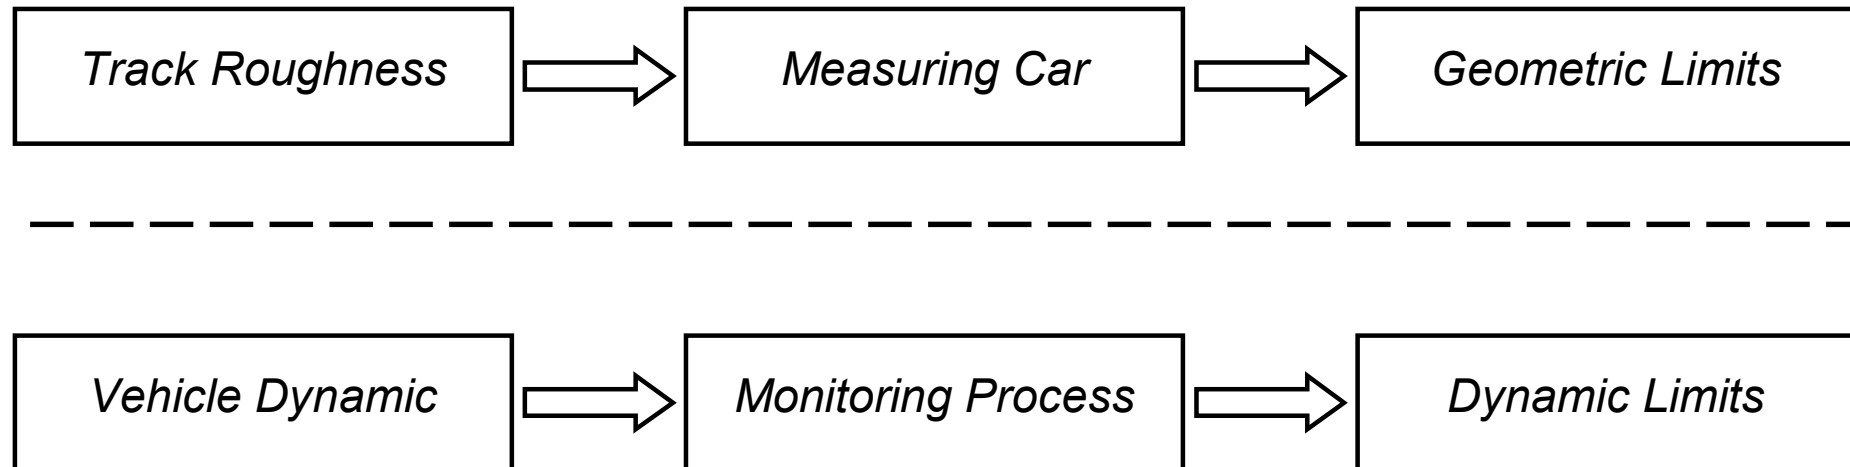 Track Roughness
Measuring Car
Geometric Limits
Vehicle Dynamic
Monitoring Process
Dynamic Limits